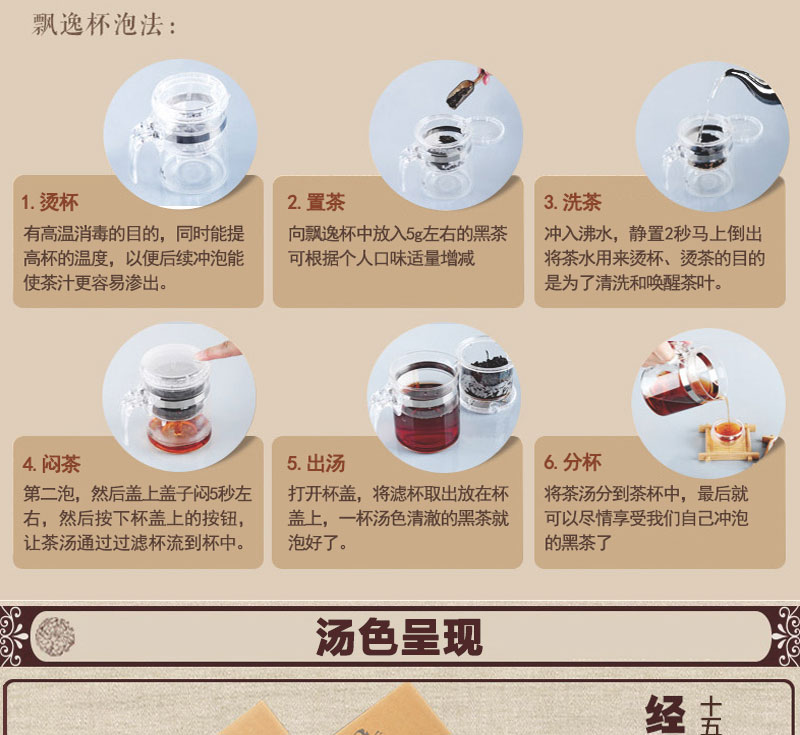 飘逸杯泡法：
1.烫杯
有高温消毒的目的，同时能提
高杯的温度，以便后续冲泡能
使茶汁更容易渗出。
2.置茶
向飘逸杯中放入5g左右的黑茶
可根据个人口味适量增减
3.洗茶
冲入沸水，静置2秒马上倒出
将茶水用来烫杯、烫茶的目的
是为了清洗和唤醒茶叶。
4.闷茶
第二泡，然后盖上盖子闷5秒左
右，然后按下杯盖上的按钮，
让茶汤通过过滤杯流到杯中。
5.出汤
打开杯盖，将滤杯取出放在杯
盖上，一杯汤色清澈的黑茶就
泡好了。
6.分杯
将茶汤分到茶杯中，最后就
可以尽情享受我们自己冲泡
的黑茶了
汤色呈现
经
十五